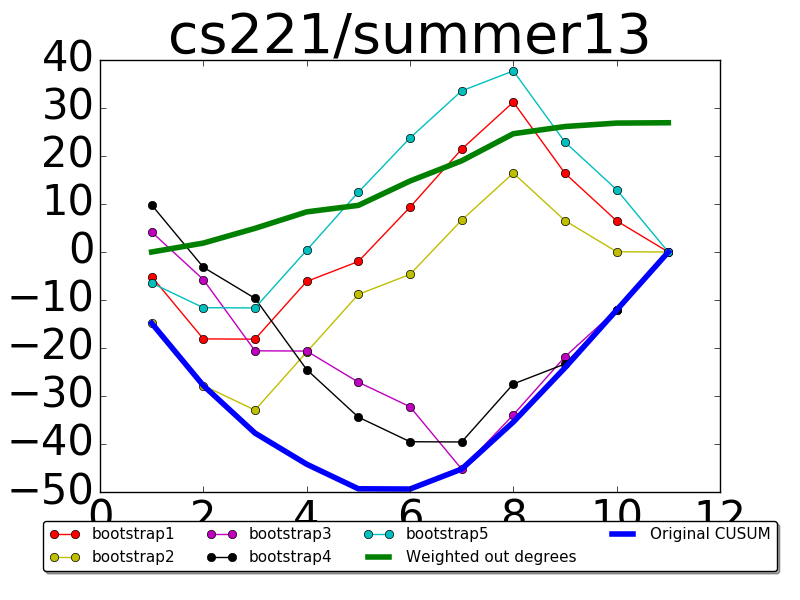 cs221/summer13
40
30
20
10
0
−10
−20
−30
−40
−50
0 2 4 6 8 10 12
bootstrap1 bootstrap3 bootstrap5 Original CUSUM
bootstrap2 bootstrap4 Weighted out degrees